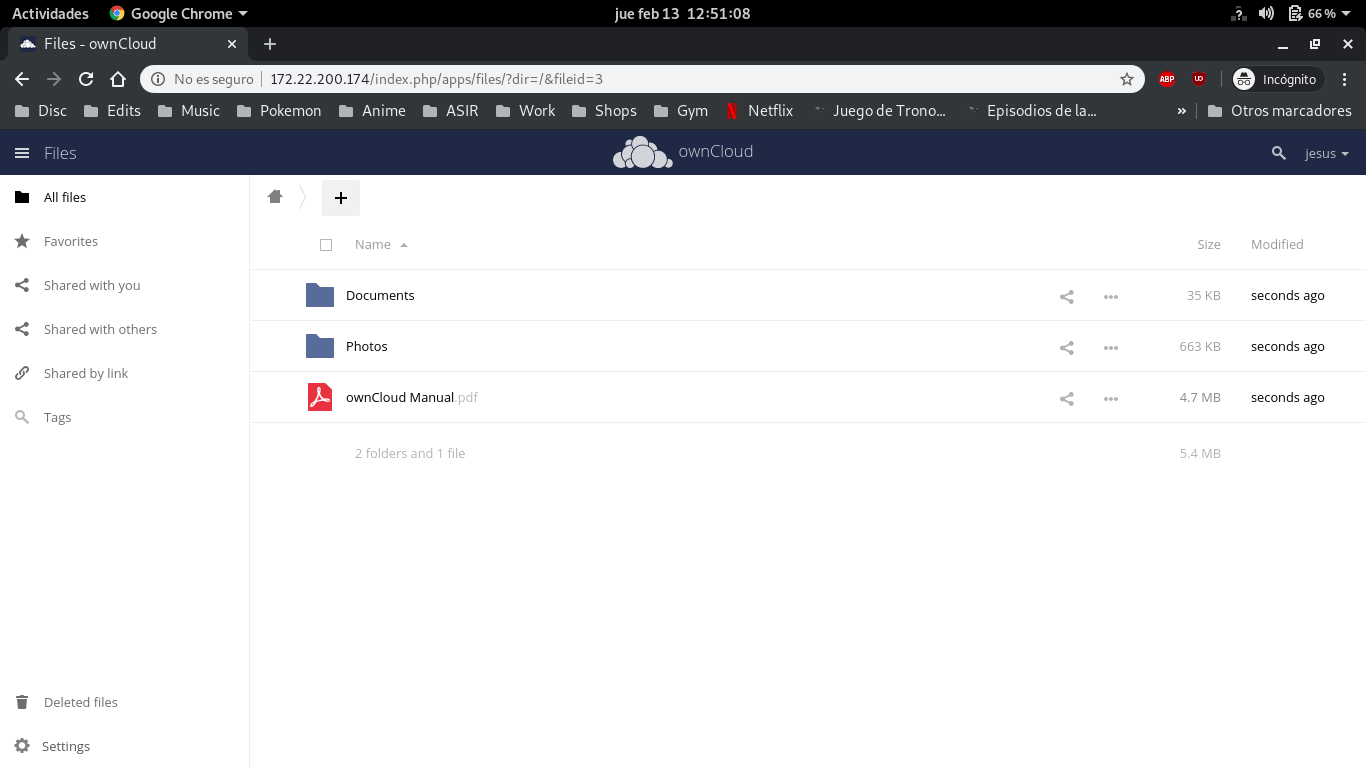 Actividades Google Chrome jue feb 13 12:51:08 66 %
Files - ownCloud
No es seguro 172.22.200.174/index.php/apps/files/?dir=/&fileid=3 ABP UO Incógnito
Disc Edits Music Pokemon Anime ASIR Work Shops Gym Netflix Juego de Trono... Episodios de la... » Otros marcadores
Files ownCloud jesus
All files
Favorites
Shared with you
Shared with others
Shared by link
Tags
Deleted files
Settings
Name Size Modified
Documents 35 KB seconds ago
Photos 663 KB seconds ago
ownCloud Manual.pdf 4.7 MB seconds ago
2 folders and 1 file 5.4 MB